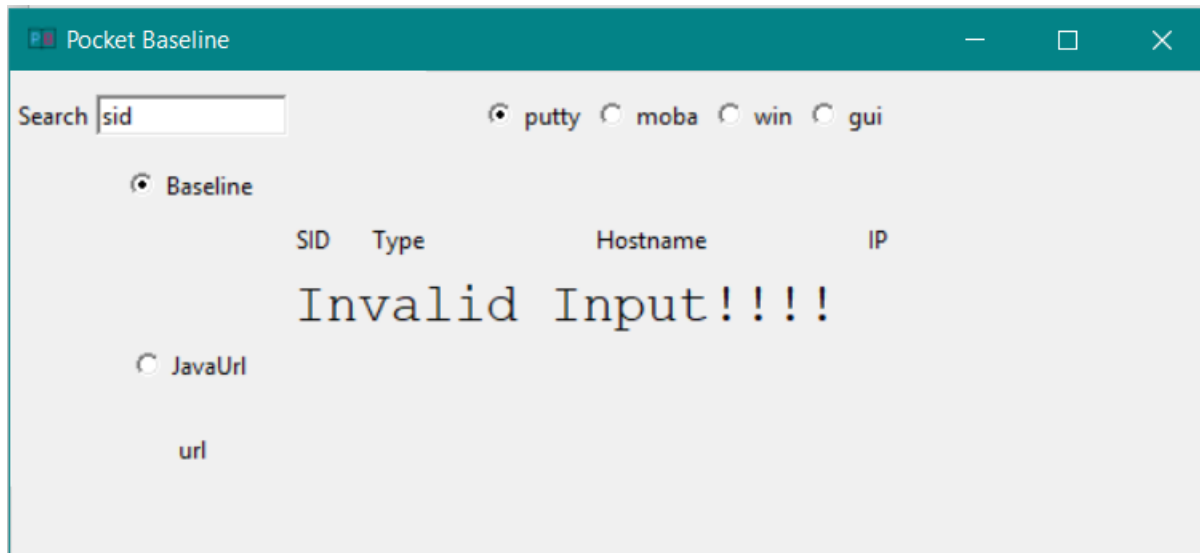 Pocket Baseline
Search sid putty moba win gui
Baseline
SID Type Hostname IP
Invalid Input!!!!
JavaUrl
url